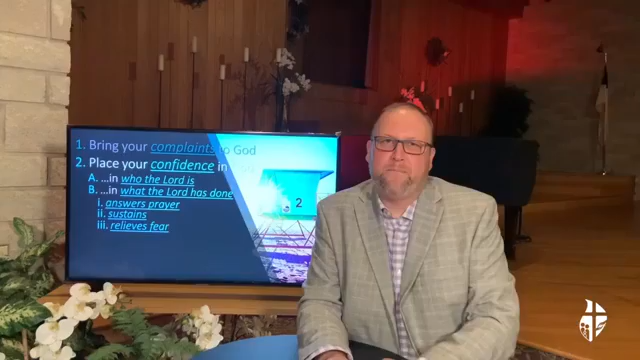 1. Bring your complaints to God
2. Place your confidence in
A. ...in who the Lord is
B. ...in what the Lord has done
i. answers prayer
ii. sustains
iii. relieves fear
2